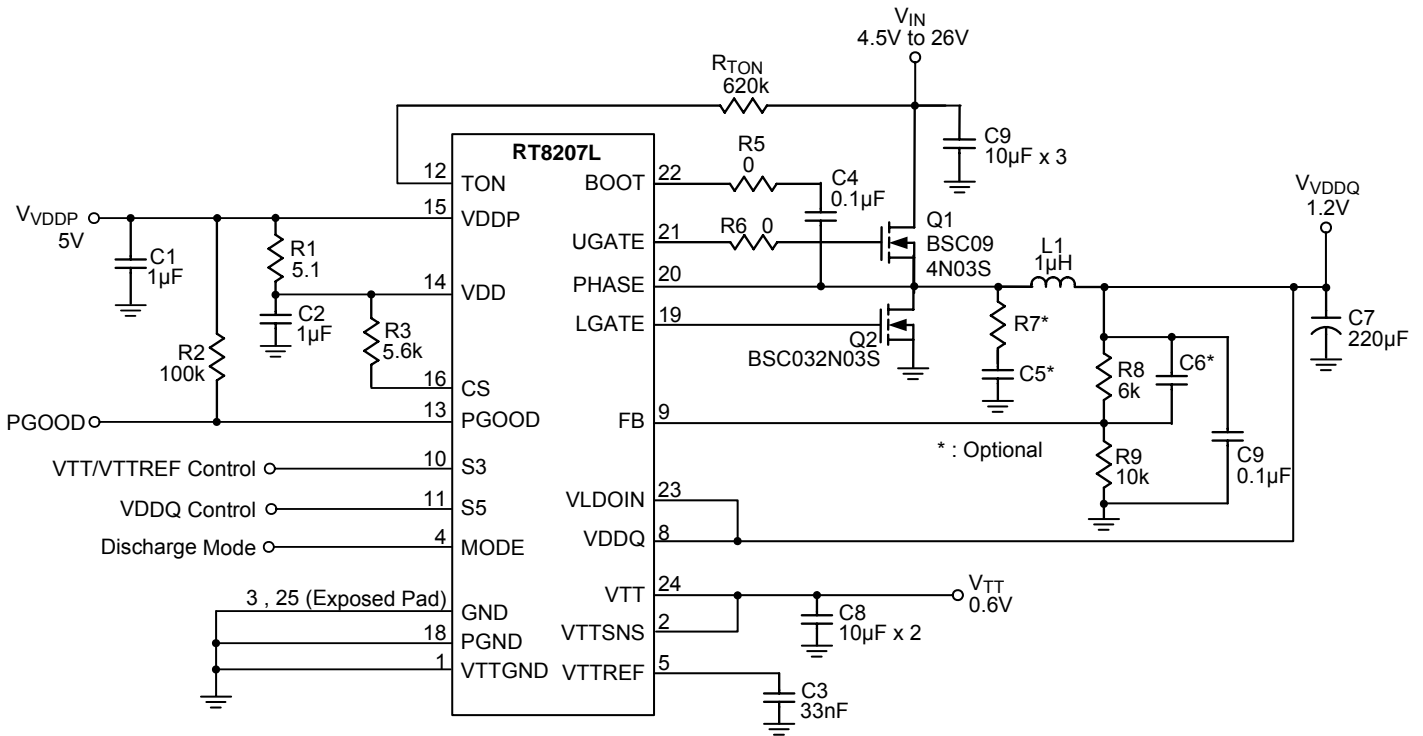 VIN
4.5V to 26V
RTON
620k
C9
10µF x 3
RT8207L
12
TON
VVDDP
5V
15
VDDP
C1
1µF
R1
5.1
14
VDD
C2
1µF
R3
5.6k
R2
100k
16
CS
PGOOD
13
PGOOD
VTT/VTTREF Control
10
S3
VDDQ Control
11
S5
Discharge Mode
4
MODE
3 , 25 (Exposed Pad)
GND
18
PGND
1
VTTGND
BOOT
22
R5
0
C4
0.1µF
UGATE
21
R6 0
Q1
BSC09
4N03S
PHASE
20
LGATE
19
Q2
BSC032N03S
L1
1µH
VVDDQ
1.2V
R7*
C5*
C7
220µF
R8
6k
C6*
FB
9
* : Optional
R9
10k
C9
0.1µF
VLDOIN
23
VDDQ
8
VTT
24
VTT
0.6V
VTTSNS
2
C8
10µF x 2
VTTREF
5
C3
33nF